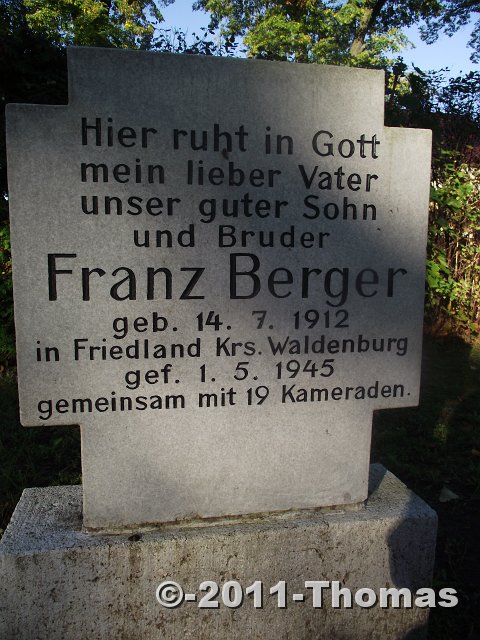 Hier ruht in Gott
mein lieber Vater
unser guter Sohn
und Bruder
Franz Berger
geb. 14. 7. 1912
in Friedland Krs. Waldenburg
gef. 1. 5. 1945
gemeinsam mit 19 Kameraden.
©-2011-Thomas©